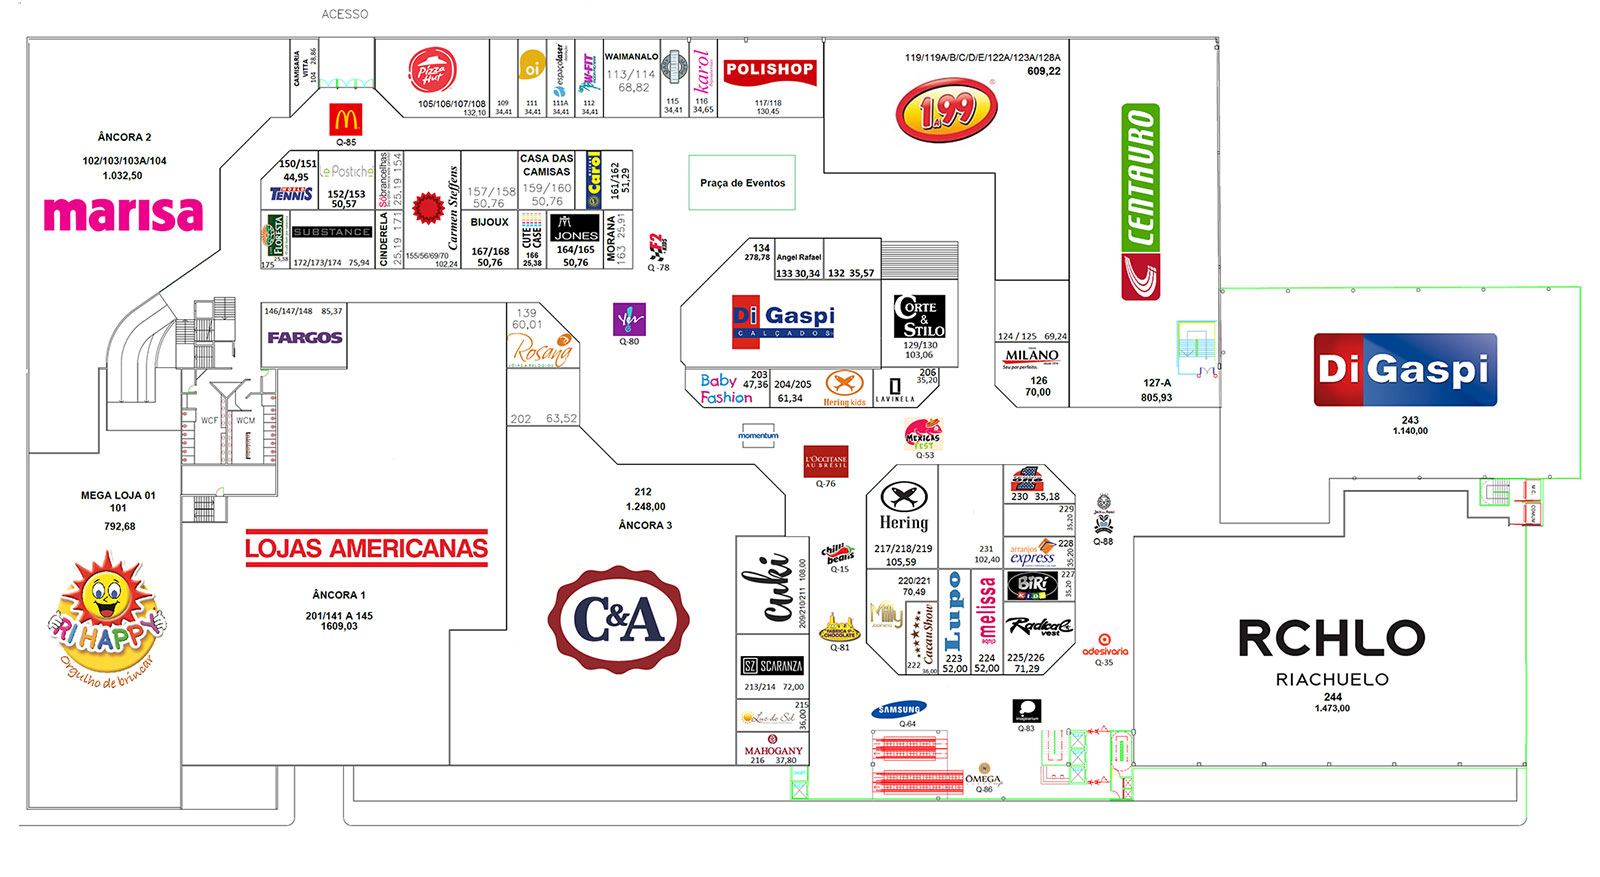 ACESSO
ÂNCORA 2
102/103/103A/104
1.032,50
marisa
CAMISARIA
VITTA
104 28,86
Pizza
Hut
105/106/107/108
132,10
109
34,41
oi
111
34,41
espaçolaser
111A
34,41
112
34,41
WAIMANALO
113/114
68,82
115
34,41
karol
116
34,65
POLISHOP
117/118
130,45
119/119A/B/C/D/E/122A/123A/128A
609,22
1.99
CENTAURO
127-A
805,93
Q-85
150/151
44,95
WORLD
TENNIS
Le Postiche
152/153
50,57
Sobrancelhas
25,19 154
Carmen Steffens
155/56/69/70
102,24
157/158
50,76
CASA DAS
CAMISAS
159/160
50,76
Carol
161/162
51,29
FLORESTA
175
25,58
SUBSTANCE
172/173/174 75,94
CINDERELA
25,19 171
BIJOUX
167/168
50,76
CUTE
CASE
166
25,38
JONES
164/165
50,76
MORANA
163 25,91
Praça de Eventos
Q -78
Q-80
134
278,78
Angel Rafael
133 30,34
132 35,57
Di Gaspi
CALÇADOS
CORTE
&
STILO
129/130
103,06
124 / 125 69,24
MILANO
126
70,00
Baby
Fashion
203
47,36
204/205
61,34
Hering kids
LAVINELA
206
35,20
Di Gaspi
243
1.140,00
146/147/148 85,37
FARGOS
139
60,01
Rosana
202 63,52
WCF
WCM
momentum
L'OCCITANE
AU BRÉSIL
Q-76
MEXICAS
FEST
Q-53
MEGA LOJA 01
101
792,68
RI HAPPY
Orgulho de brincar
LOJAS AMERICANAS
ÂNCORA 1
201/141 A 145
1609,03
212
1.248,00
ÂNCORA 3
C&A
cuki
209/210/211 108,00
SZ SCARANZA
213/214 72,00
Luz do Sol
215
36,00
MAHOGANY
216 37,80
chilli
beans
Q-15
FÁBRICA DI
CHOCOLATE
Q-81
Hering
217/218/219
105,59
231
102,40
230 35,18
229
35,20
arranjos
express
228
35,20
BiRi
KIDS
227
35,20
220/221
70,49
Milly
CacauShow
222
36,00
Lupo
223
52,00
melissa
224
52,00
Radical
vest
225/226
71,29
Q-88
adesivaria
Q-35
SAMSUNG
Q-64
imaginarium
Q-83
ÔMEGA
Q-86
RCHLO
RIACHUELO
244
1.473,00